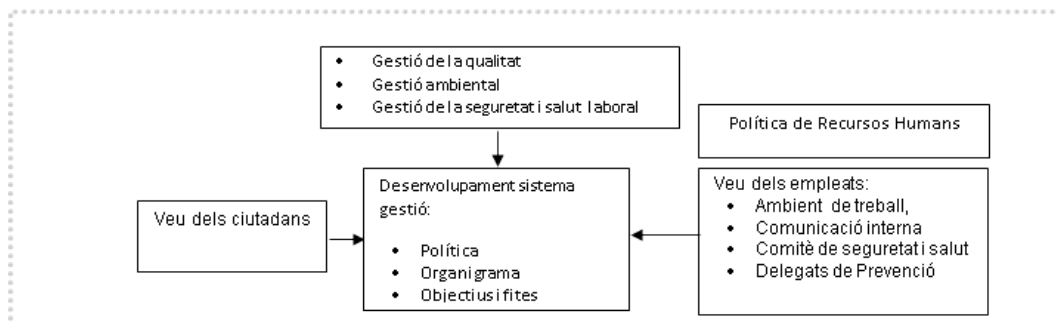 • Gestió de la qualitat
• Gestió ambiental
• Gestió de la seguretat i salut laboral
Política de Recursos Humans
Desenvolupament sistema
gestió:
• Política
• Organigrama
• Objectius i fites
Veu dels ciutadans
Veu dels empleats:
• Ambient de treball,
• Comunicació interna
• Comitè de seguretat i salut
• Delegats de Prevenció